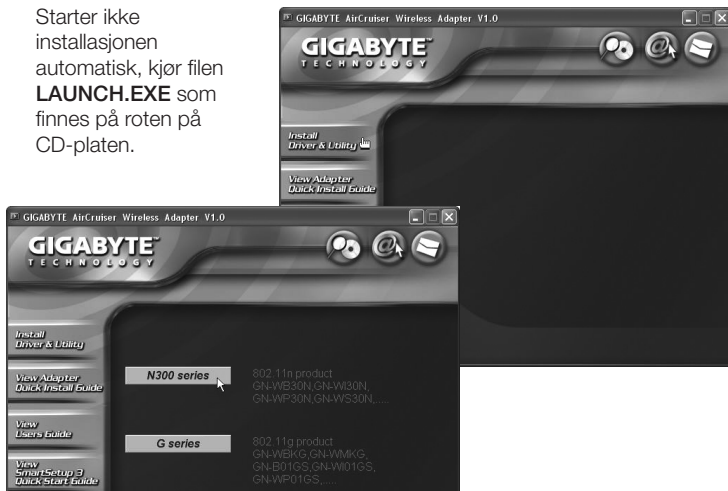 Starter ikke
installasjonen
automatisk, kjør filen
LAUNCH.EXE som
finnes på roten på
CD-platen.
GIGABYTE AirCruiser Wireless Adapter V1.0
GIGABYTE™
TECHNOLOGY
Install
Driver & Utility
View Adapter
Quick Install Guide
GIGABYTE AirCruiser Wireless Adapter V1.0
GIGABYTE™
TECHNOLOGY
Install
Driver & Utility
View Adapter
Quick Install Guide
View
Users Guide
View
SmartSetup 3
Quick Start Guide
N300 series
802.11n product
GN-WB30N,GN-WI30N,
GN-WP30N,GN-WS30N,.....
G series
802.11g product
GN-WBKG,GN-WMKG,
GN-B01GS,GN-WI01GS,
GN-WP01GS,.....